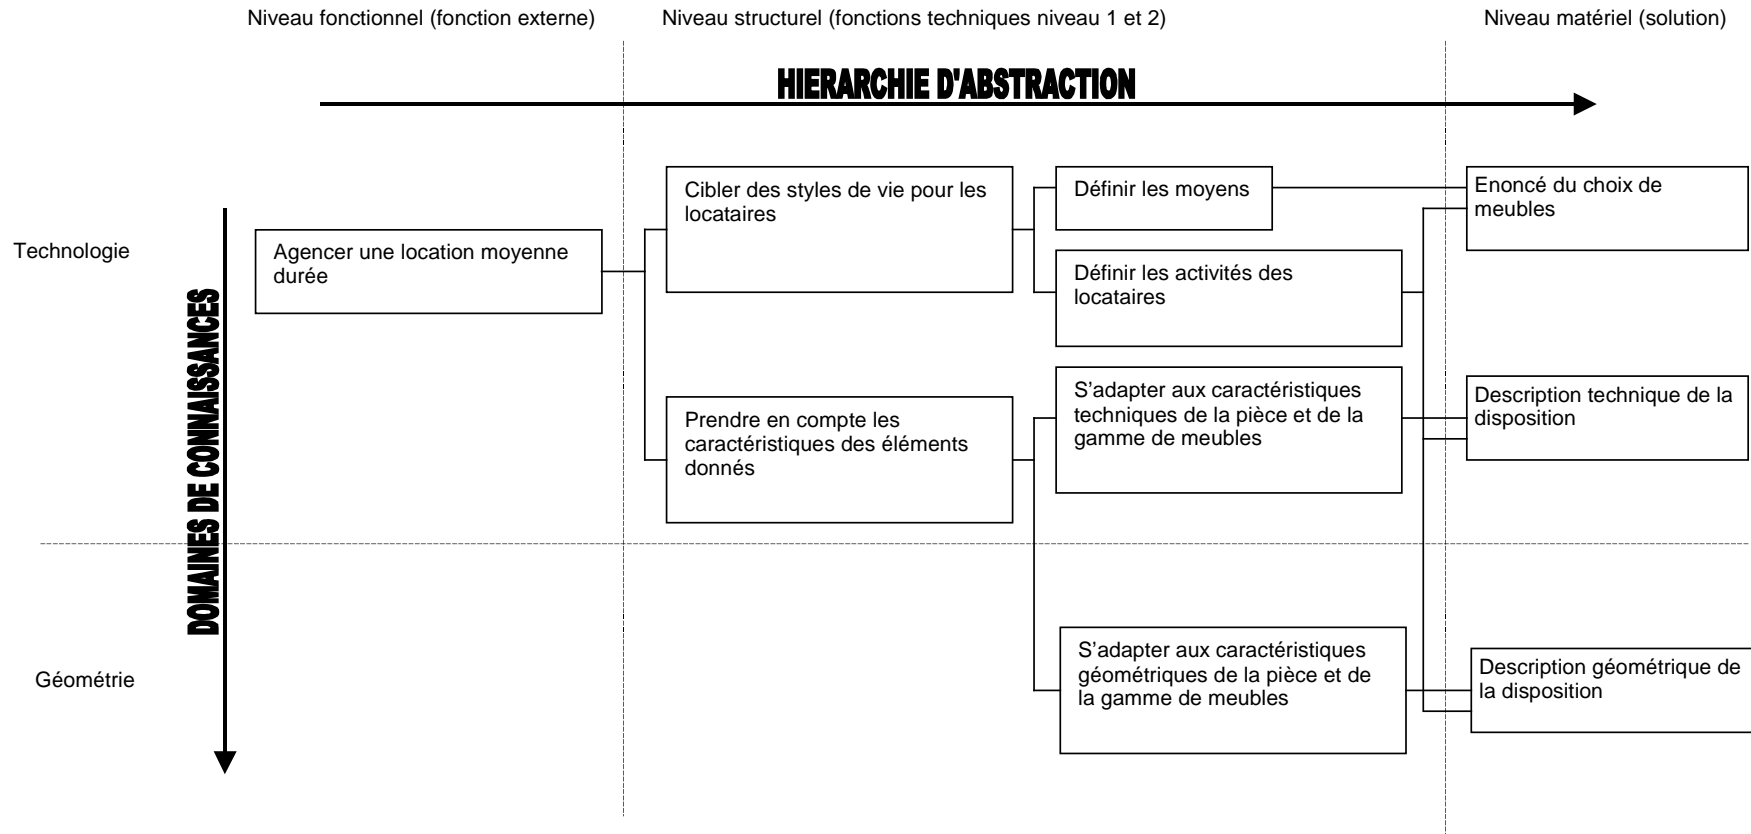 Niveau fonctionnel (fonction externe)
Niveau structurel (fonctions techniques niveau 1 et 2)
Niveau matériel (solution)
HIERARCHIE D'ABSTRACTION
DOMAINES DE CONNAISSANCES
Technologie
Agencer une location moyenne
durée
Cibler des styles de vie pour les
locataires
Définir les moyens
Définir les activités des
locataires
Enoncé du choix de
meubles
Prendre en compte les
caractéristiques des éléments
donnés
S’adapter aux caractéristiques
techniques de la pièce et de la
gamme de meubles
Description technique de la
disposition
Géométrie
S’adapter aux caractéristiques
géométriques de la pièce et de
la gamme de meubles
Description géométrique de
la disposition